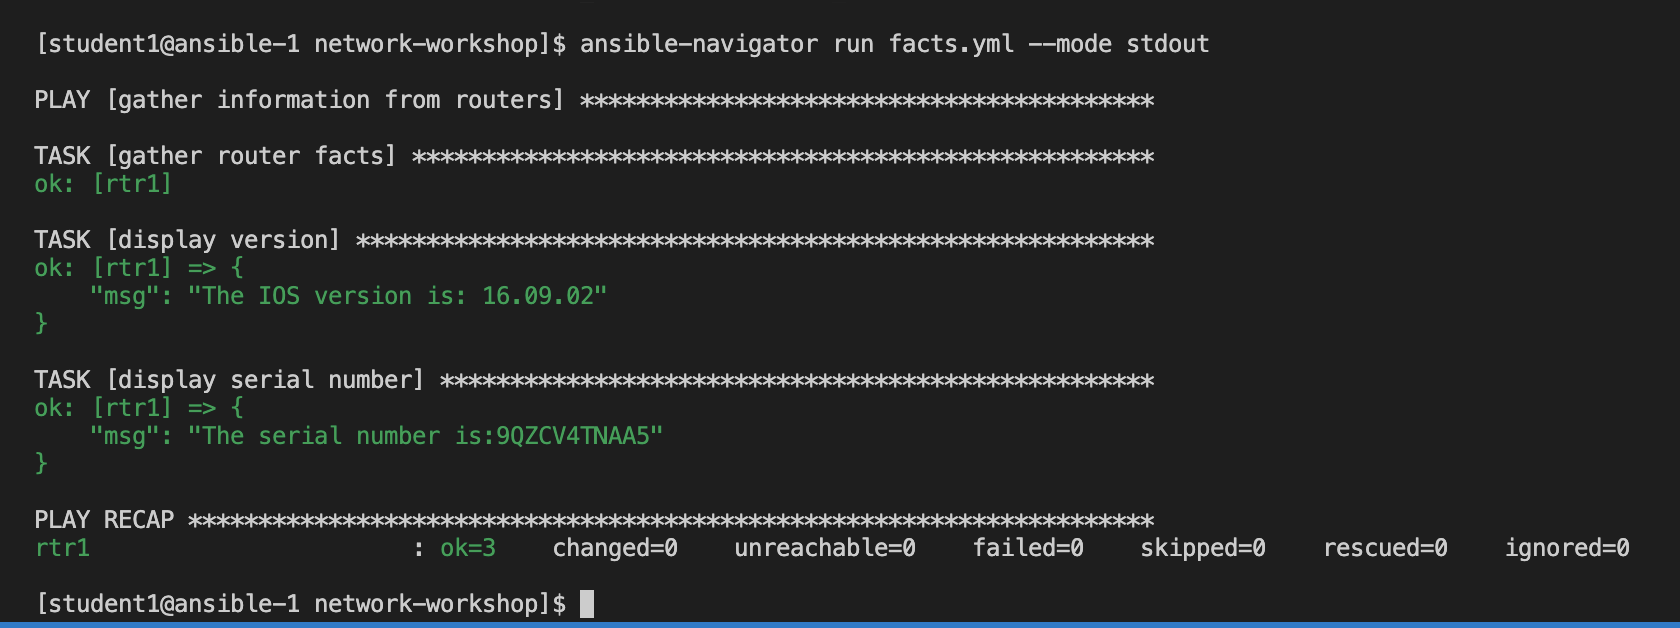 [student1@ansible-1 network-workshop]$ ansible-navigator run facts.yml --mode stdout
PLAY [gather information from routers] *****************************************
TASK [gather router facts] *****************************************************
ok: [rtr1]
TASK [display version] *********************************************************
ok: [rtr1] => {
    "msg": "The IOS version is: 16.09.02"
}
TASK [display serial number] ***************************************************
ok: [rtr1] => {
    "msg": "The serial number is:9QZCV4TNAA5"
}
PLAY RECAP *********************************************************************
rtr1                       : ok=3    changed=0    unreachable=0    failed=0    skipped=0    rescued=0    ignored=0
[student1@ansible-1 network-workshop]$